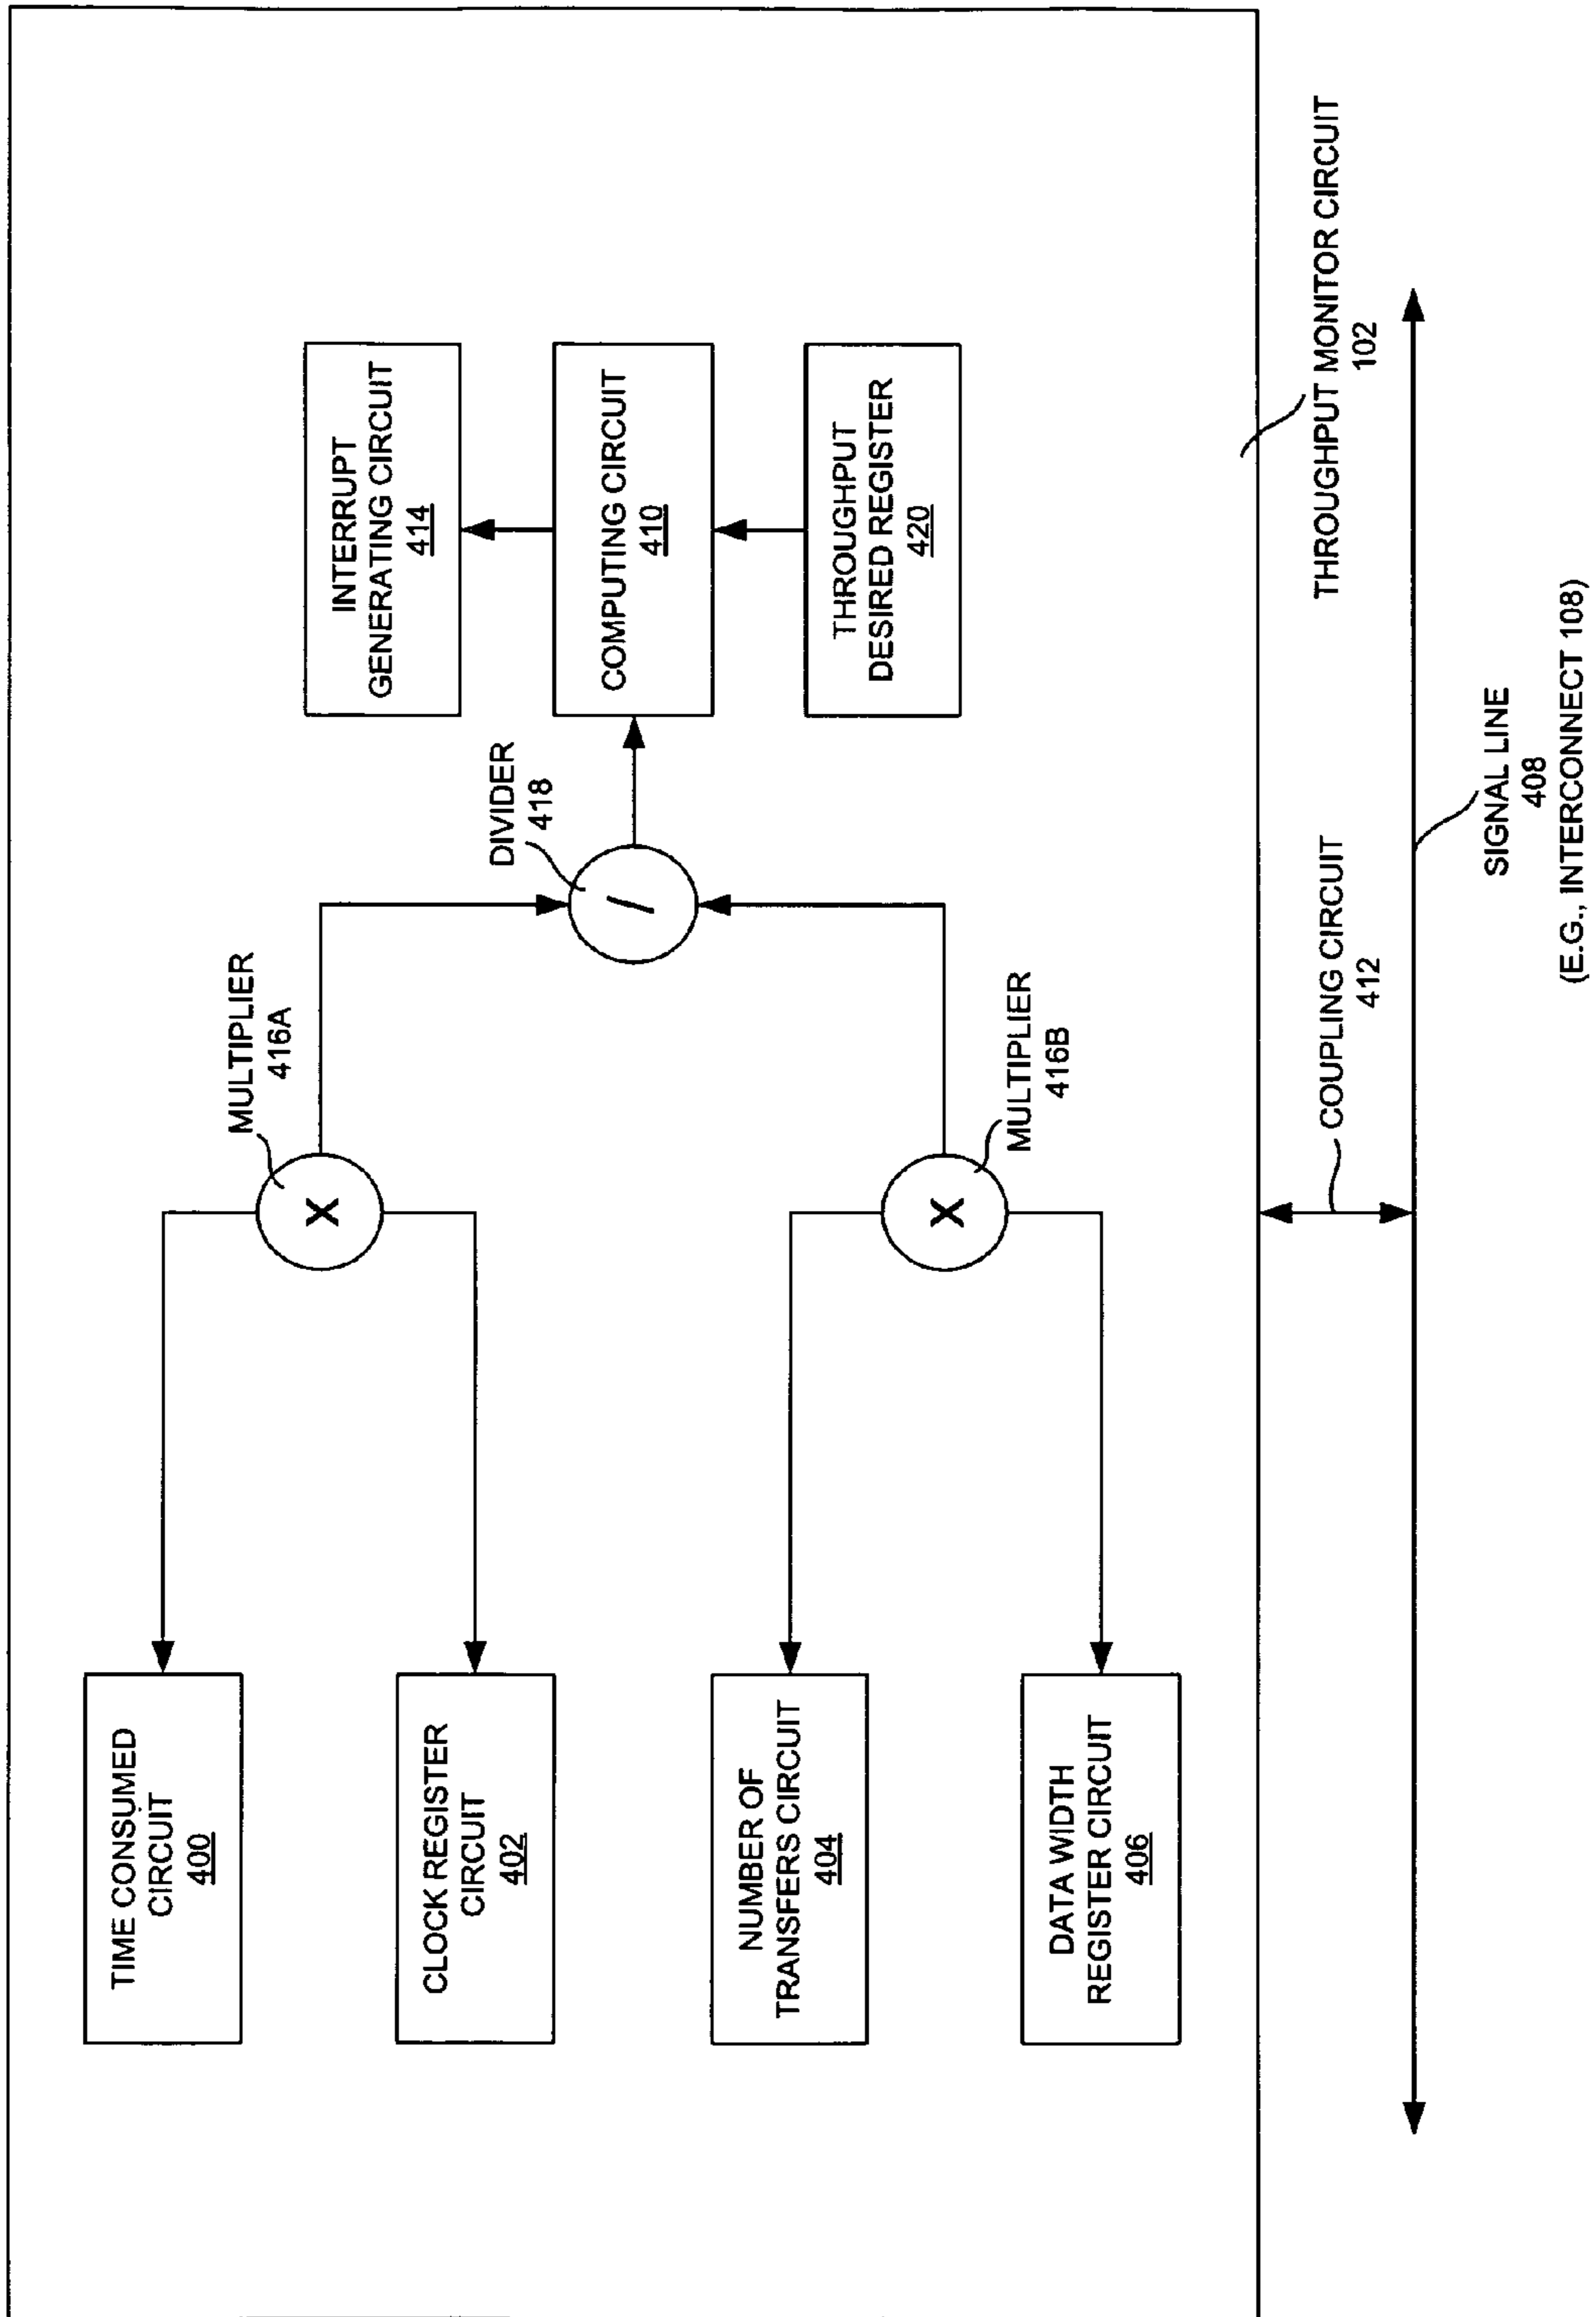 TIME CONSUMED
CIRCUIT
400
CLOCK REGISTER
CIRCUIT
402
NUMBER OF
TRANSFERS CIRCUIT
404
DATA WIDTH
REGISTER CIRCUIT
406
MULTIPLIER
416A
X
MULTIPLIER
416B
X
DIVIDER
418
/
INTERRUPT
GENERATING CIRCUIT
414
COMPUTING CIRCUIT
410
THROUGHPUT
DESIRED REGISTER
420
COUPLING CIRCUIT
412
THROUGHPUT MONITOR CIRCUIT
102
SIGNAL LINE
408
(E.G., INTERCONNECT 108)